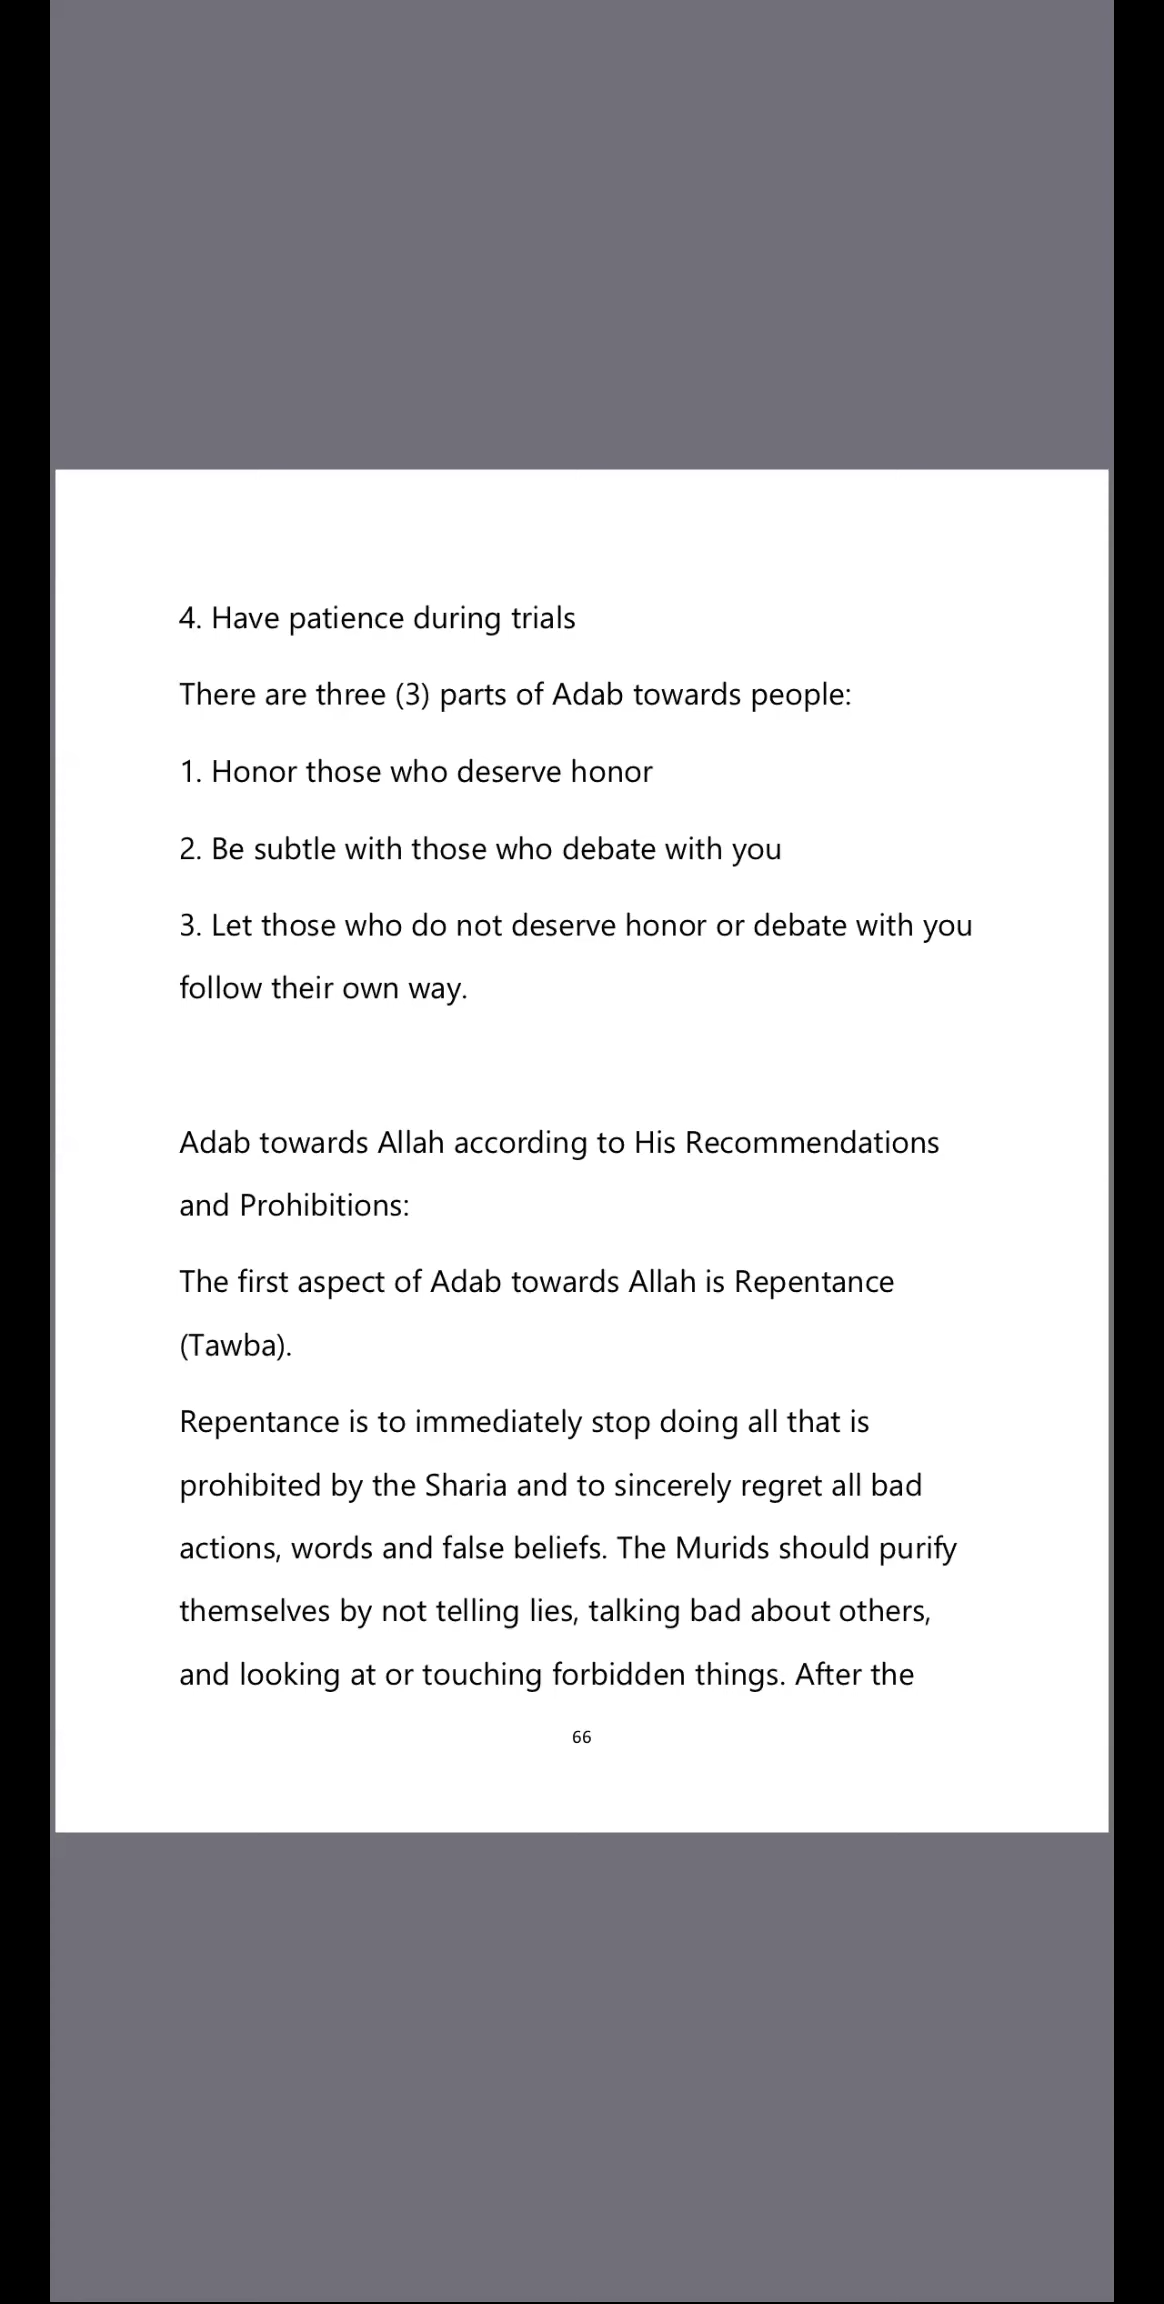 4. Have patience during trials
There are three (3) parts of Adab towards people:
1. Honor those who deserve honor
2. Be subtle with those who debate with you
3. Let those who do not deserve honor or debate with you
follow their own way.
Adab towards Allah according to His Recommendations
and Prohibitions:
The first aspect of Adab towards Allah is Repentance
(Tawba).
Repentance is to immediately stop doing all that is
prohibited by the Sharia and to sincerely regret all bad
actions, words and false beliefs. The Murids should purify
themselves by not telling lies, talking bad about others,
and looking at or touching forbidden things. After the
66